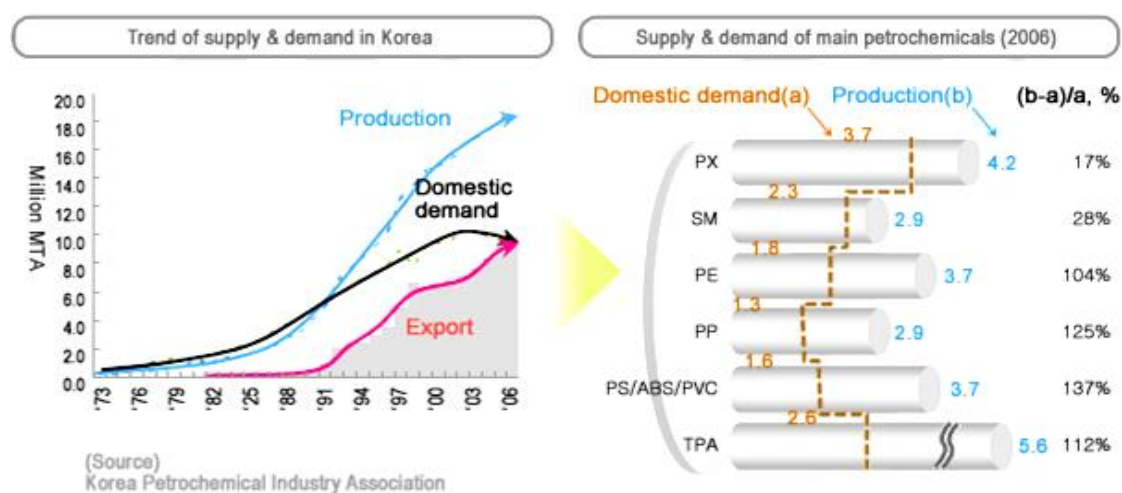 Trend of supply & demand in Korea
20.0
18.0
16.0
14.0
12.0
10.0
8.0
6.0
4.0
2.0
0.0
Million MTA
Production
Domestic
demand
Export
'73
'76
'79
'82
'25
'88
'91
'94
'97
'00
'03
'06
(Source)
Korea Petrochemical Industry Association
Supply & demand of main petrochemicals (2006)
Domestic demand(a) Production(b) (b-a)/a, %
PX 3.7 4.2 17%
SM 2.3 2.9 28%
PE 1.8 3.7 104%
PP 1.3 2.9 125%
PS/ABS/PVC 1.6 3.7 137%
TPA 2.6 5.6 112%